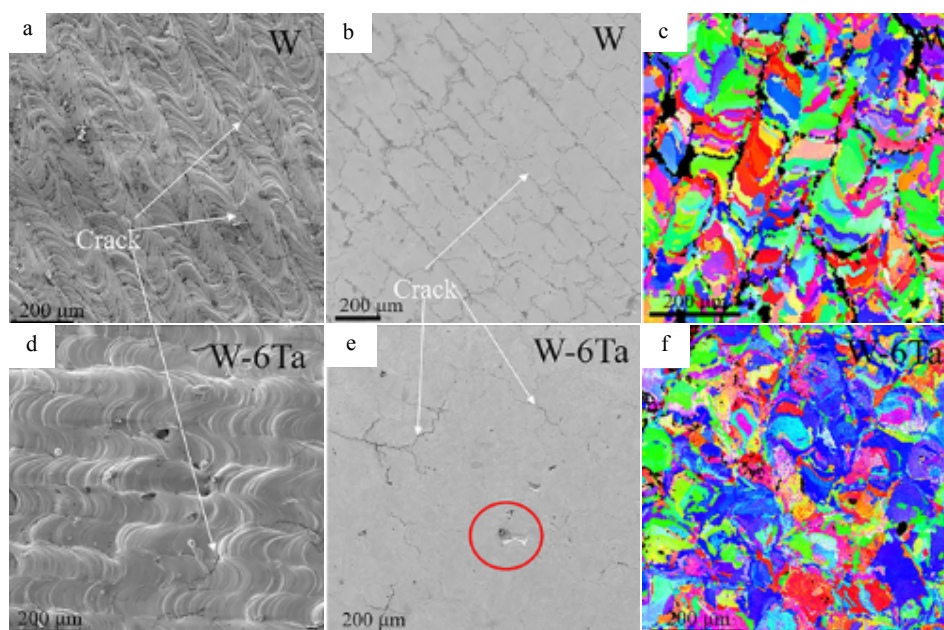 a
W
Crack
200 μm
b
W
Crack
200 μm
c
W
200 μm
d
W-6Ta
200 μm
e
W-6Ta
200 μm
f
W-6Ta
200 μm